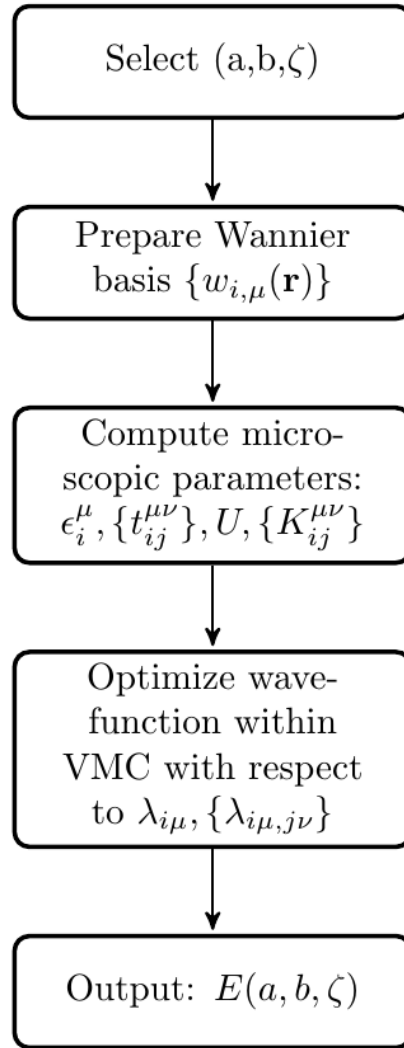 Select (a,b,ζ)
Prepare Wannier
basis {w_{i,μ}(𝐫)}
Compute micro-
scopic parameters:
ϵ_i^μ, {t_{ij}^{μν}}, U, {K_{ij}^{μν}}
Optimize wave-
function within
VMC with respect
to λ_{iμ}, {λ_{iμ,jν}}
Output: E(a, b, ζ)